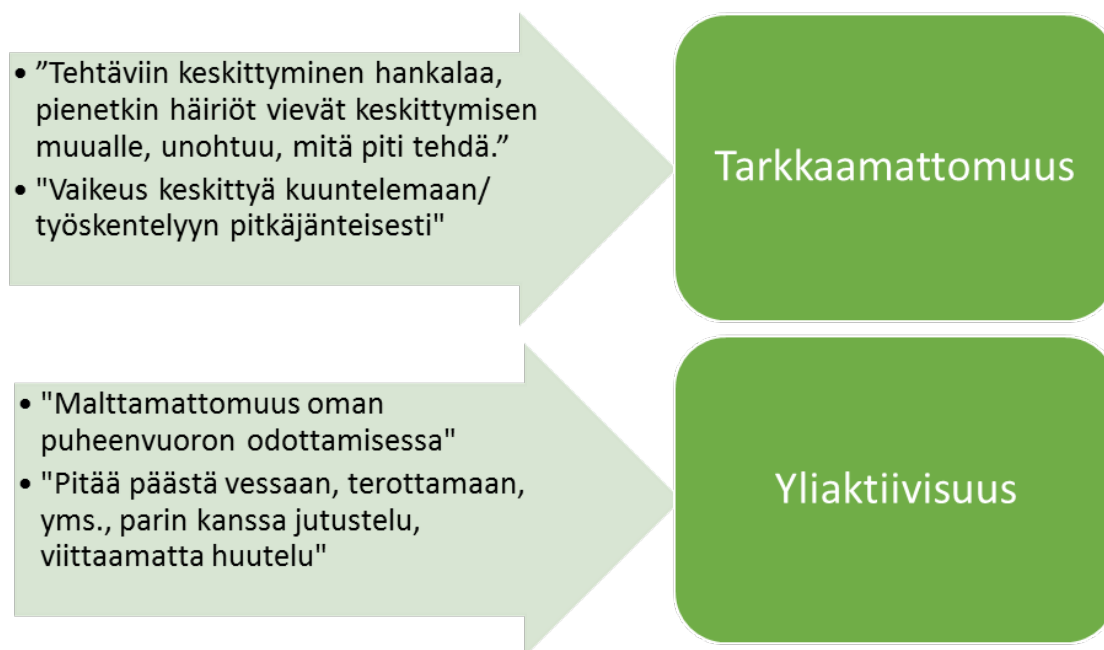 • ”Tehtäviin keskittyminen hankalaa,
pienetkin häiriöt vievät keskittymisen
muualle, unohtuu, mitä piti tehdä.”
• "Vaikeus keskittyä kuuntelemaan/
työskentelyyn pitkäjänteisesti"
Tarkkaamattomuus
• "Malttamattomuus oman
puheenvuoron odottamisessa"
• "Pitää päästä vessaan, terottamaan,
yms., parin kanssa jutustelu,
viittaamatta huutelu"
Yliaktiivisuus